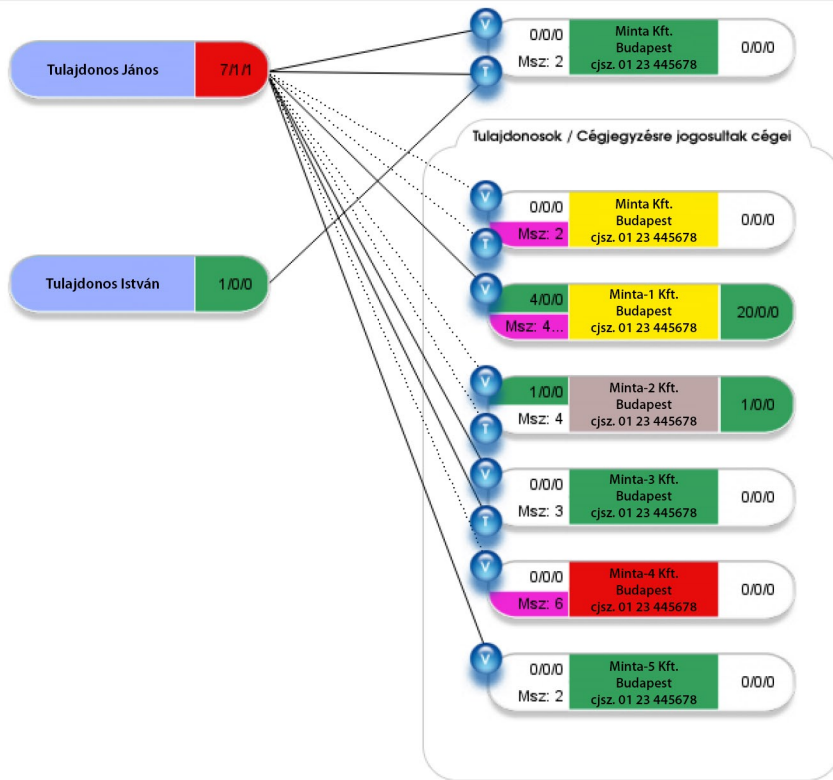 Tulajdonos János
7/1/1
Tulajdonos István
1/0/0
V
T
0/0/0
Msz: 2
Minta Kft.
Budapest
cjsz. 01 23 445678
0/0/0
Tulajdonosok / Cégjegyzésre jogosultak cégei
V
T
0/0/0
Msz: 2
Minta Kft.
Budapest
cjsz. 01 23 445678
0/0/0
V
4/0/0
Msz: 4...
Minta-1 Kft.
Budapest
cjsz. 01 23 445678
20/0/0
V
T
1/0/0
Msz: 4
Minta-2 Kft.
Budapest
cjsz. 01 23 445678
1/0/0
V
T
0/0/0
Msz: 3
Minta-3 Kft.
Budapest
cjsz. 01 23 445678
0/0/0
V
0/0/0
Msz: 6
Minta-4 Kft.
Budapest
cjsz. 01 23 445678
0/0/0
V
0/0/0
Msz: 2
Minta-5 Kft.
Budapest
cjsz. 01 23 445678
0/0/0